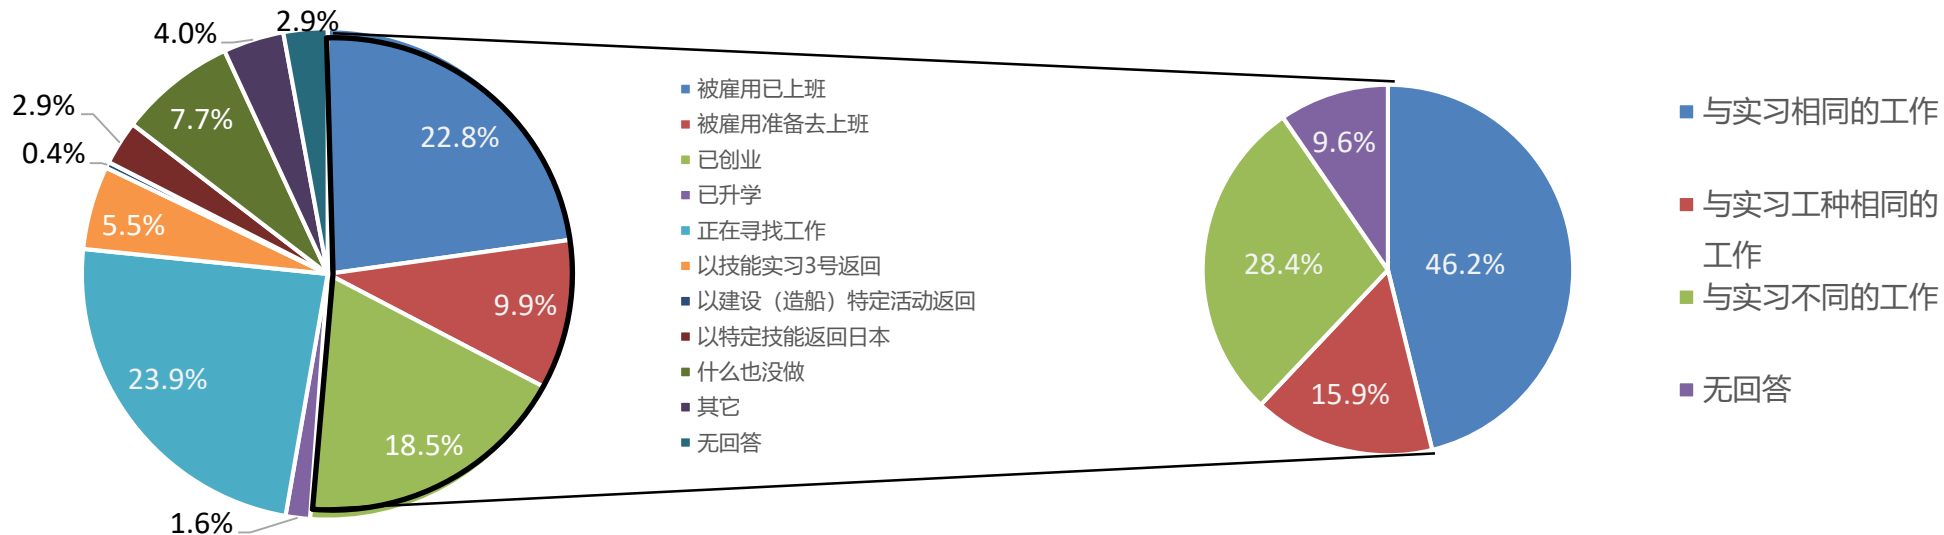 2.9%
4.0%
2.9%
7.7%
0.4%
5.5%
22.8%
9.9%
23.9%
18.5%
1.6%
被雇用已上班
被雇用准备去上班
已创业
已升学
正在寻找工作
以技能实习3号返回
以建设（造船）特定活动返回
以特定技能返回日本
什么也没做
其它
无回答
9.6%
28.4%
46.2%
15.9%
与实习相同的工作
与实习工种相同的
工作
与实习不同的工作
无回答